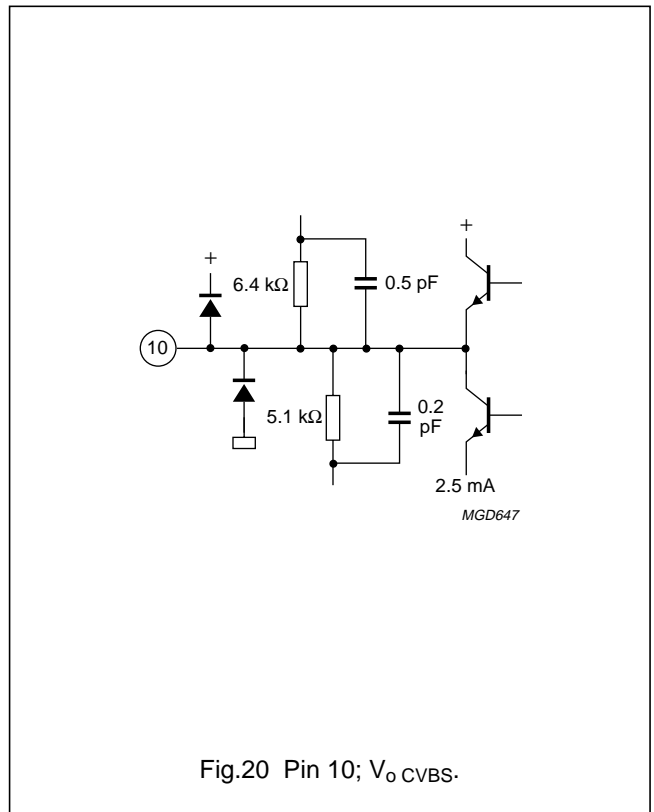 +
+
6.4 kΩ
0.5 pF
10
5.1 kΩ
0.2
pF
2.5 mA
MGD647
Fig.20 Pin 10; Vo CVBS.